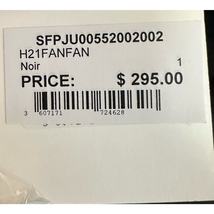 SFPJU00552002002
H21FANFAN
Noir 1
PRICE: $ 295.00
3 607171 724628